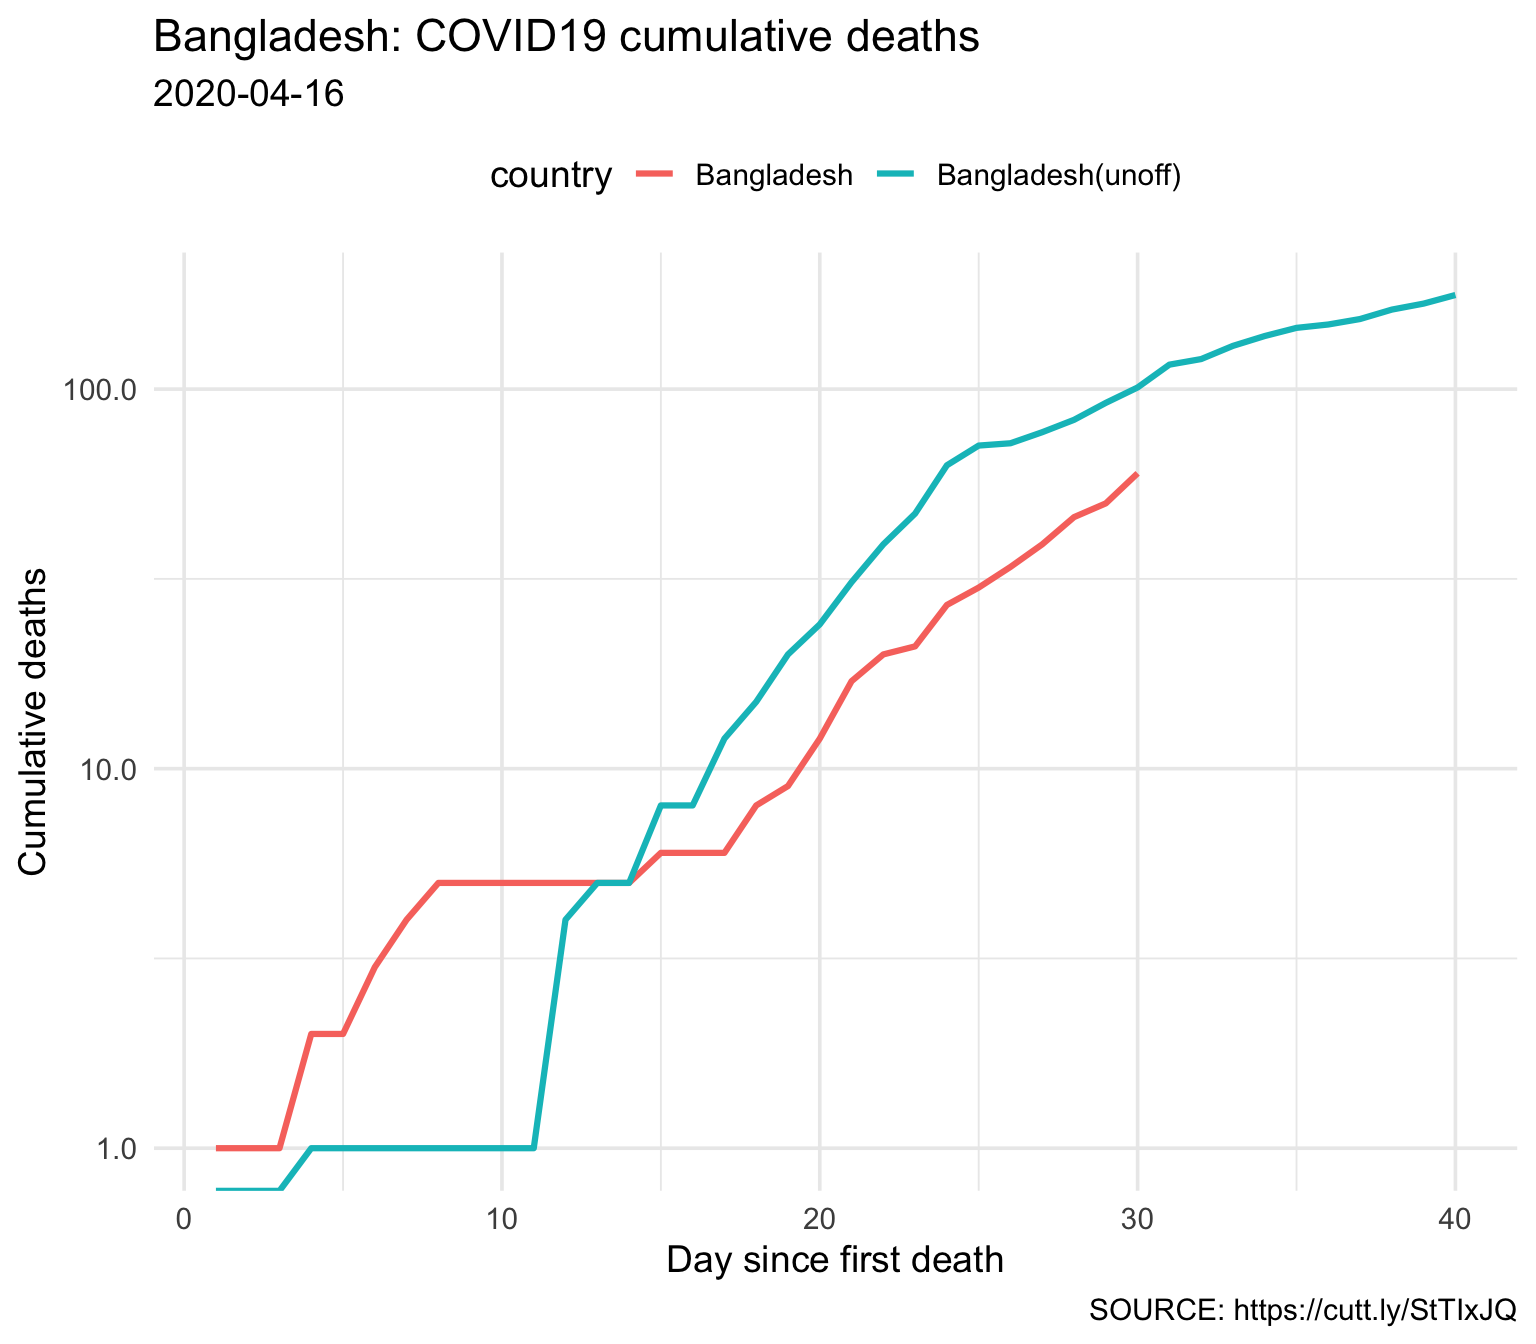 Bangladesh: COVID19 cumulative deaths
2020-04-16
country Bangladesh Bangladesh(unoff)
Cumulative deaths
100.0
10.0
1.0
0 10 20 30 40
Day since first death
SOURCE: https://cutt.ly/StTIxJQ